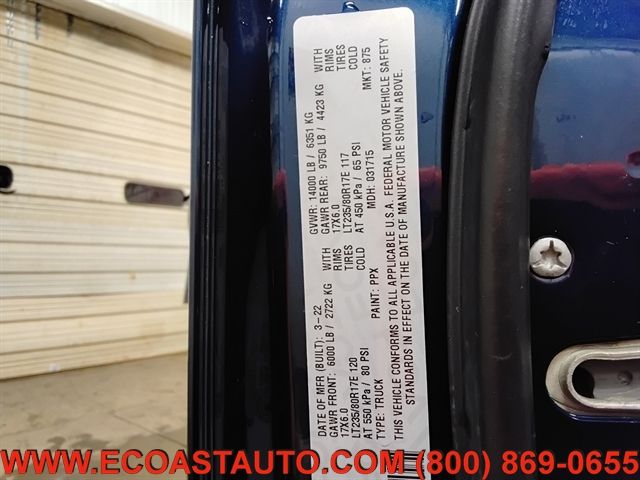 DATE OF MFR (BUILT): 3-22 GVWR: 14000 LB / 6351 KG
GAWR FRONT: 6000 LB / 2722 KG WITH GAWR REAR: 9750 LB / 4423 KG WITH
17X6.0 RIMS 17X6.0 RIMS
LT235/80R17E 120 TIRES LT235/80R17E 117 TIRES
AT 550 kPa / 80 PSI COLD AT 450 kPa / 65 PSI COLD
TYPE: TRUCK PAINT: PPX MDH: 031715 MKT: 875
THIS VEHICLE CONFORMS TO ALL APPLICABLE U.S.A. FEDERAL MOTOR VEHICLE SAFETY
STANDARDS IN EFFECT ON THE DATE OF MANUFACTURE SHOWN ABOVE.
WWW.ECOASTAUTO.COM (800) 869-0655